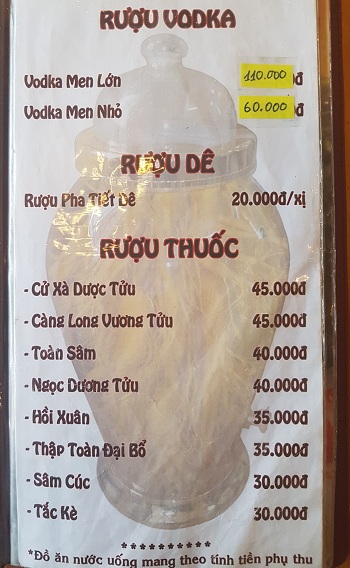 RƯỢU VODKA
Vodka Men Lớn 110.000đ
Vodka Men Nhỏ 60.000đ
RƯỢU DÊ
Rượu Pha Tiết Dê 20.000đ/xị
RƯỢU THUỐC
- Cử Xà Dược Tửu 45.000đ
- Càng Long Vương Tửu 45.000đ
- Toàn Sâm 40.000đ
- Ngọc Dương Tửu 40.000đ
- Hồi Xuân 35.000đ
- Thập Toàn Đại Bổ 35.000đ
- Sâm Cúc 30.000đ
- Tắc Kè 30.000đ
**********
*Đồ ăn nước uống mang theo tính tiền phụ thu